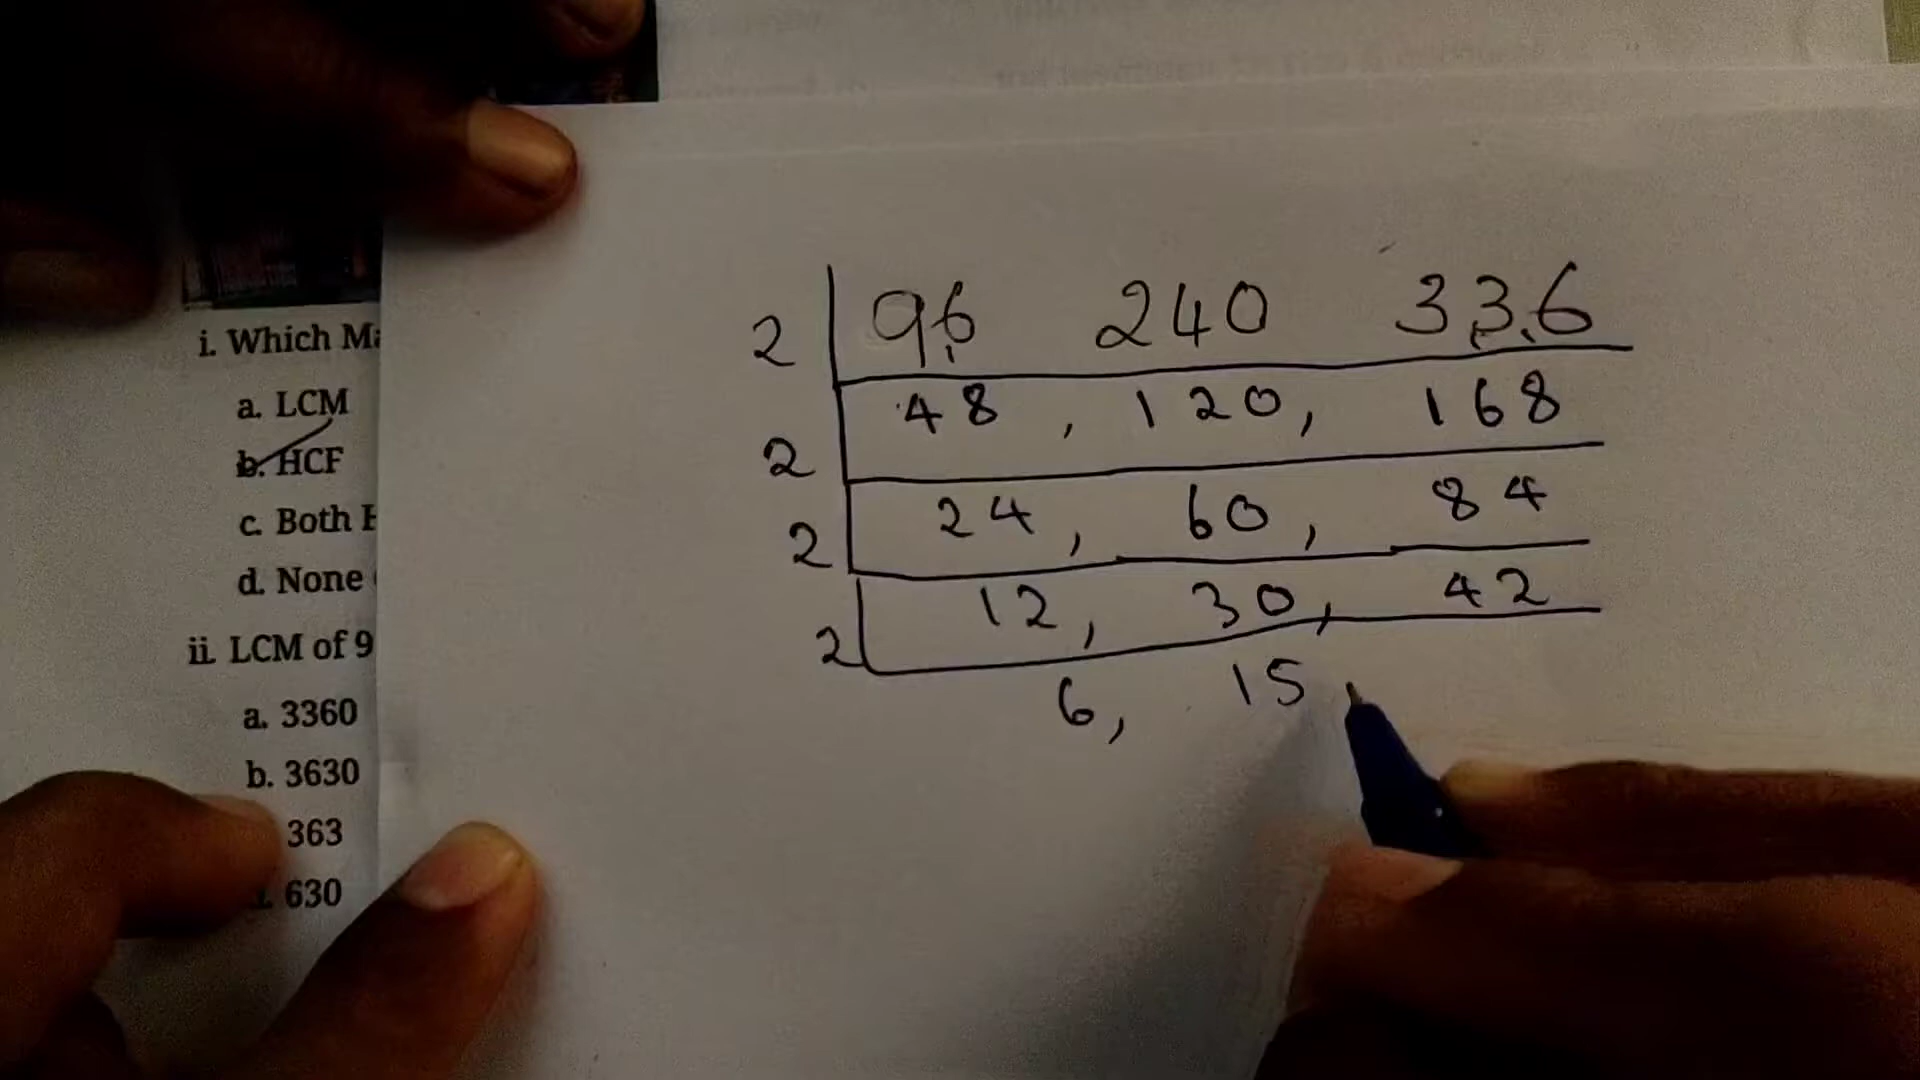 i. Which
a. LCM
b. HCF
c. Both
d. None
ii. LCM of 9
a. 3360
b. 3630
363
630
2 96 240 336
2 48, 120, 168
2 24, 60, 84
2 12, 30, 42
6, 15